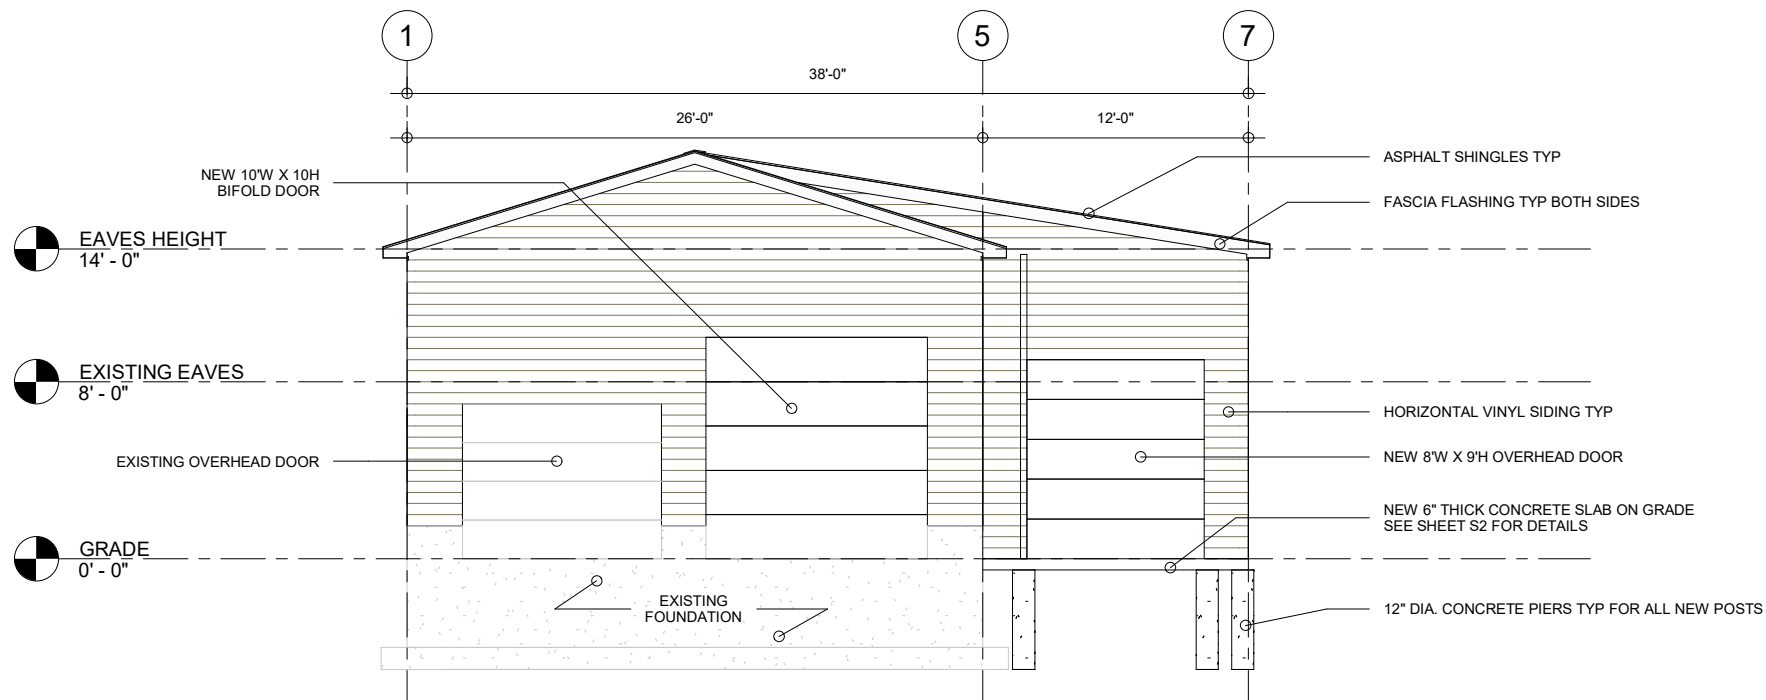 1
5
7
38'-0"
26'-0"
12'-0"
NEW 10'W X 10H
BIFOLD DOOR
ASPHALT SHINGLES TYP
FASCIA FLASHING TYP BOTH SIDES
EAVES HEIGHT
14' - 0"
EXISTING EAVES
8' - 0"
HORIZONTAL VINYL SIDING TYP
EXISTING OVERHEAD DOOR
NEW 8'W X 9'H OVERHEAD DOOR
NEW 6" THICK CONCRETE SLAB ON GRADE
SEE SHEET S2 FOR DETAILS
GRADE
0' - 0"
EXISTING
FOUNDATION
12" DIA. CONCRETE PIERS TYP FOR ALL NEW POSTS